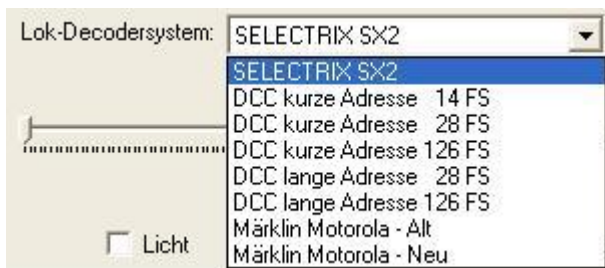 Lok-Decodersystem: SELECTRIX SX2
SELECTRIX SX2
DCC kurze Adresse 14 FS
DCC kurze Adresse 28 FS
DCC kurze Adresse 126 FS
DCC lange Adresse 28 FS
DCC lange Adresse 126 FS
Märklin Motorola - Alt
Märklin Motorola - Neu
Licht